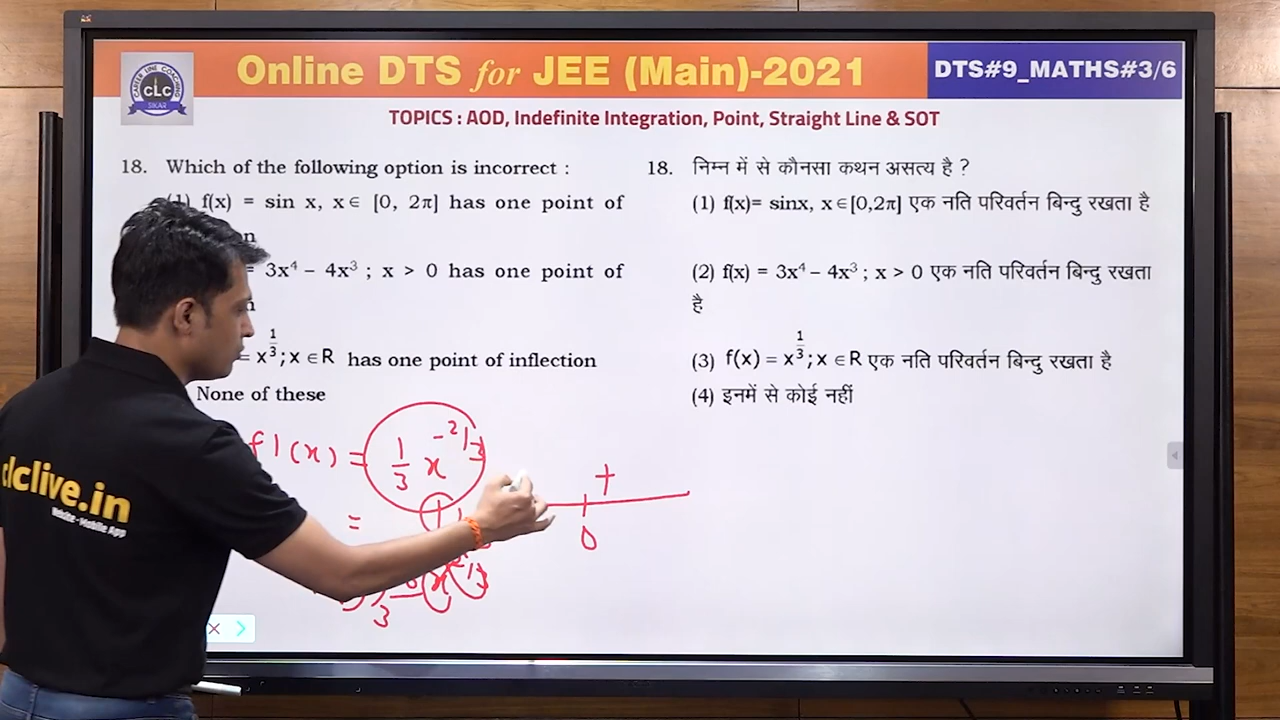 Online DTS for JEE (Main)-2021
DTS#9_MATHS#3/6
CLC
SIKAR
TOPICS : AOD, Indefinite Integration, Point, Straight Line & SOT
18. Which of the following option is incorrect :
f(x) = sin x, x∈ [0, 2π] has one point of
= 3x⁴ – 4x³ ; x > 0 has one point of
= x^(1/3) ; x ∈ R has one point of inflection
None of these
18. निम्न में से कौनसा कथन असत्य है ?
(1) f(x)= sinx, x∈[0,2π] एक नति परिवर्तन बिन्दु रखता है
(2) f(x) = 3x⁴ – 4x³ ; x > 0 एक नति परिवर्तन बिन्दु रखता
है
(3) f(x) = x^(1/3) ; x ∈ R एक नति परिवर्तन बिन्दु रखता है
(4) इनमें से कोई नहीं
f'(x) = 1/3 x^(-2/3)
=
+
0
clclive.in
Website • Mobile App